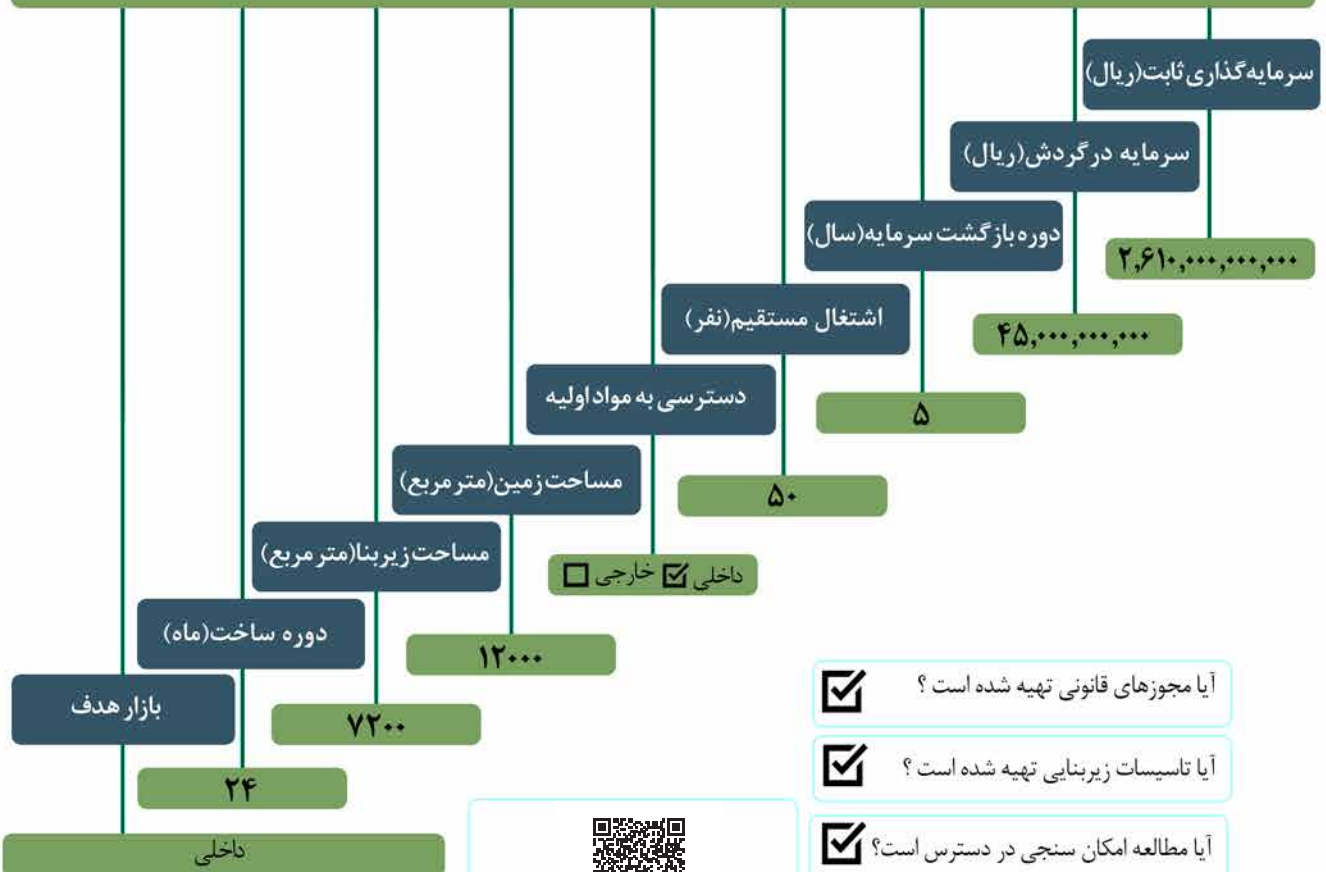 سرمایه‌گذاری ثابت(ریال)
۲,۶۱۰,۰۰۰,۰۰۰,۰۰۰
سرمایه در گردش(ریال)
۴۵,۰۰۰,۰۰۰,۰۰۰
دوره بازگشت سرمایه(سال)
۵
اشتغال مستقیم(نفر)
۵۰
دسترسی به مواد اولیه
داخلی ☑ خارجی ☐
مساحت زمین(متر مربع)
۱۲۰۰۰
مساحت زیربنا(متر مربع)
۷۲۰۰
دوره ساخت(ماه)
۲۴
بازار هدف
داخلی
آیا مجوزهای قانونی تهیه شده است ؟ ☑
آیا تاسیسات زیربنایی تهیه شده است ؟ ☑
آیا مطالعه امکان سنجی در دسترس است؟ ☑